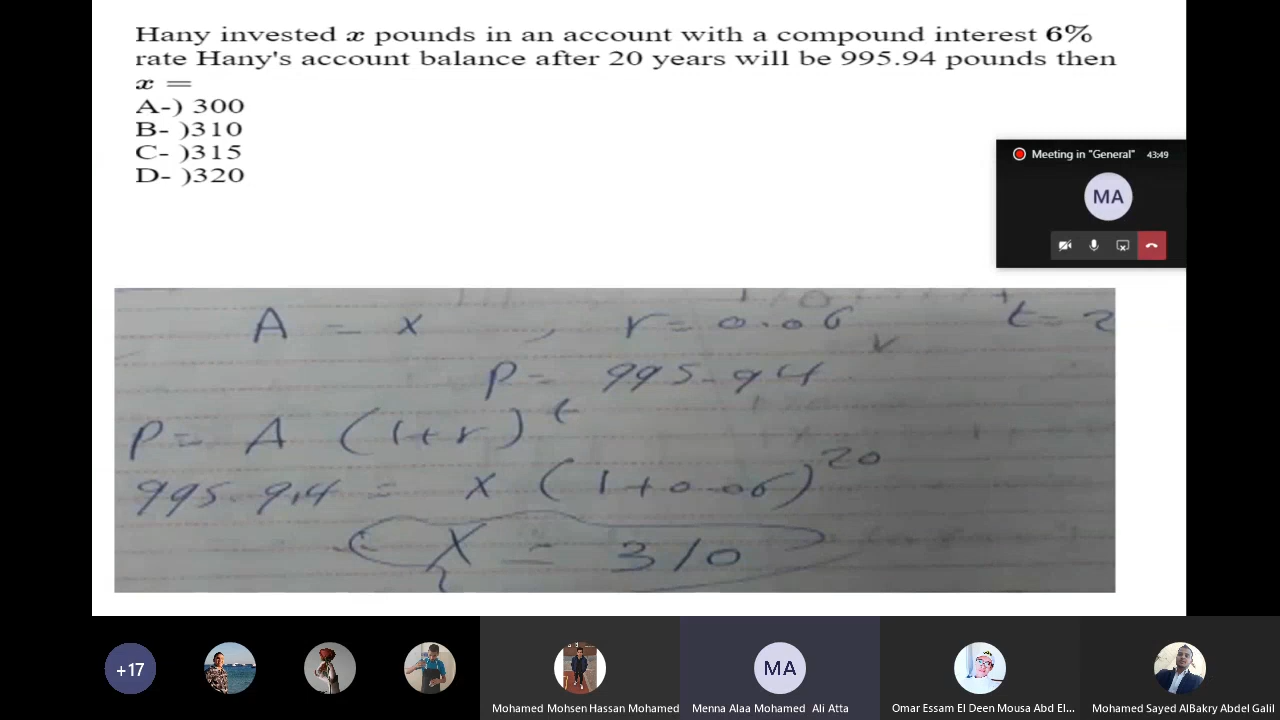 Hany invested x pounds in an account with a compound interest 6%
rate Hany's account balance after 20 years will be 995.94 pounds then
x =
A-) 300
B- )310
C- )315
D- )320
Meeting in "General" 43:49
MA
A = x , r = 0.06 t = 2
P = 995.94
P = A (1+r)^t
995.94 = x (1+0.06)^20
X = 310
+17
MA
Mohamed Mohsen Hassan Mohamed
Menna Alaa Mohamed Ali Atta
Omar Essam El Deen Mousa Abd El...
Mohamed Sayed AlBakry Abdel Galil